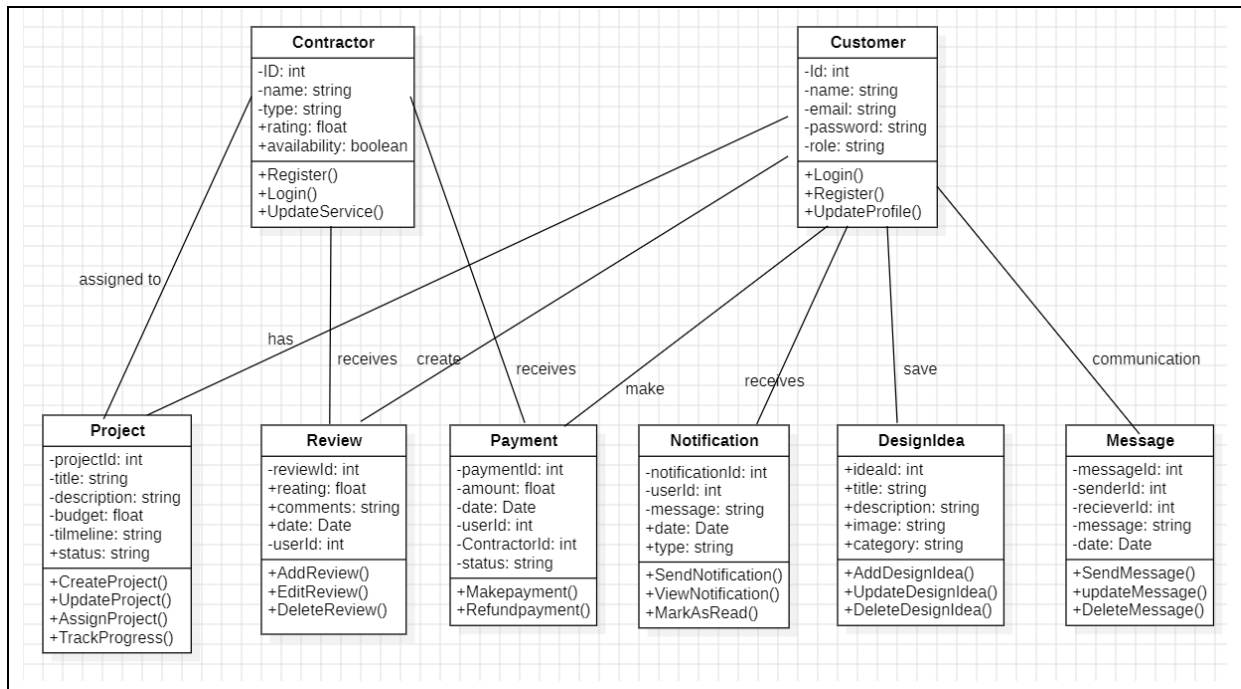 Contractor
-ID: int
-name: string
-type: string
+rating: float
+availability: boolean
+Register()
+Login()
+UpdateService()
Customer
-Id: int
-name: string
-email: string
-password: string
-role: string
+Login()
+Register()
+UpdateProfile()
assigned to
has
receives
create
receives
make
receives
save
communication
Project
-projectId: int
-title: string
-description: string
-budget: float
-tilmeline: string
+status: string
+CreateProject()
+UpdateProject()
+AssignProject()
+TrackProgress()
Review
-reviewId: int
+reating: float
+comments: string
+date: Date
-userId: int
+AddReview()
+EditReview()
+DeleteReview()
Payment
-paymentId: int
-amount: float
-date: Date
-userId: int
-ContractorId: int
-status: string
+Makepayment()
+Refundpayment()
Notification
-notificationId: int
-userId: int
-message: string
+date: Date
+type: string
+SendNotification()
+ViewNotification()
+MarkAsRead()
DesignIdea
+ideaId: int
+title: string
+description: string
+image: string
+category: string
+AddDesignIdea()
+UpdateDesignIdea()
+DeleteDesignIdea()
Message
-messageId: int
-senderId: int
-recieverId: int
-message: string
-date: Date
+SendMessage()
+updateMessage()
+DeleteMessage()